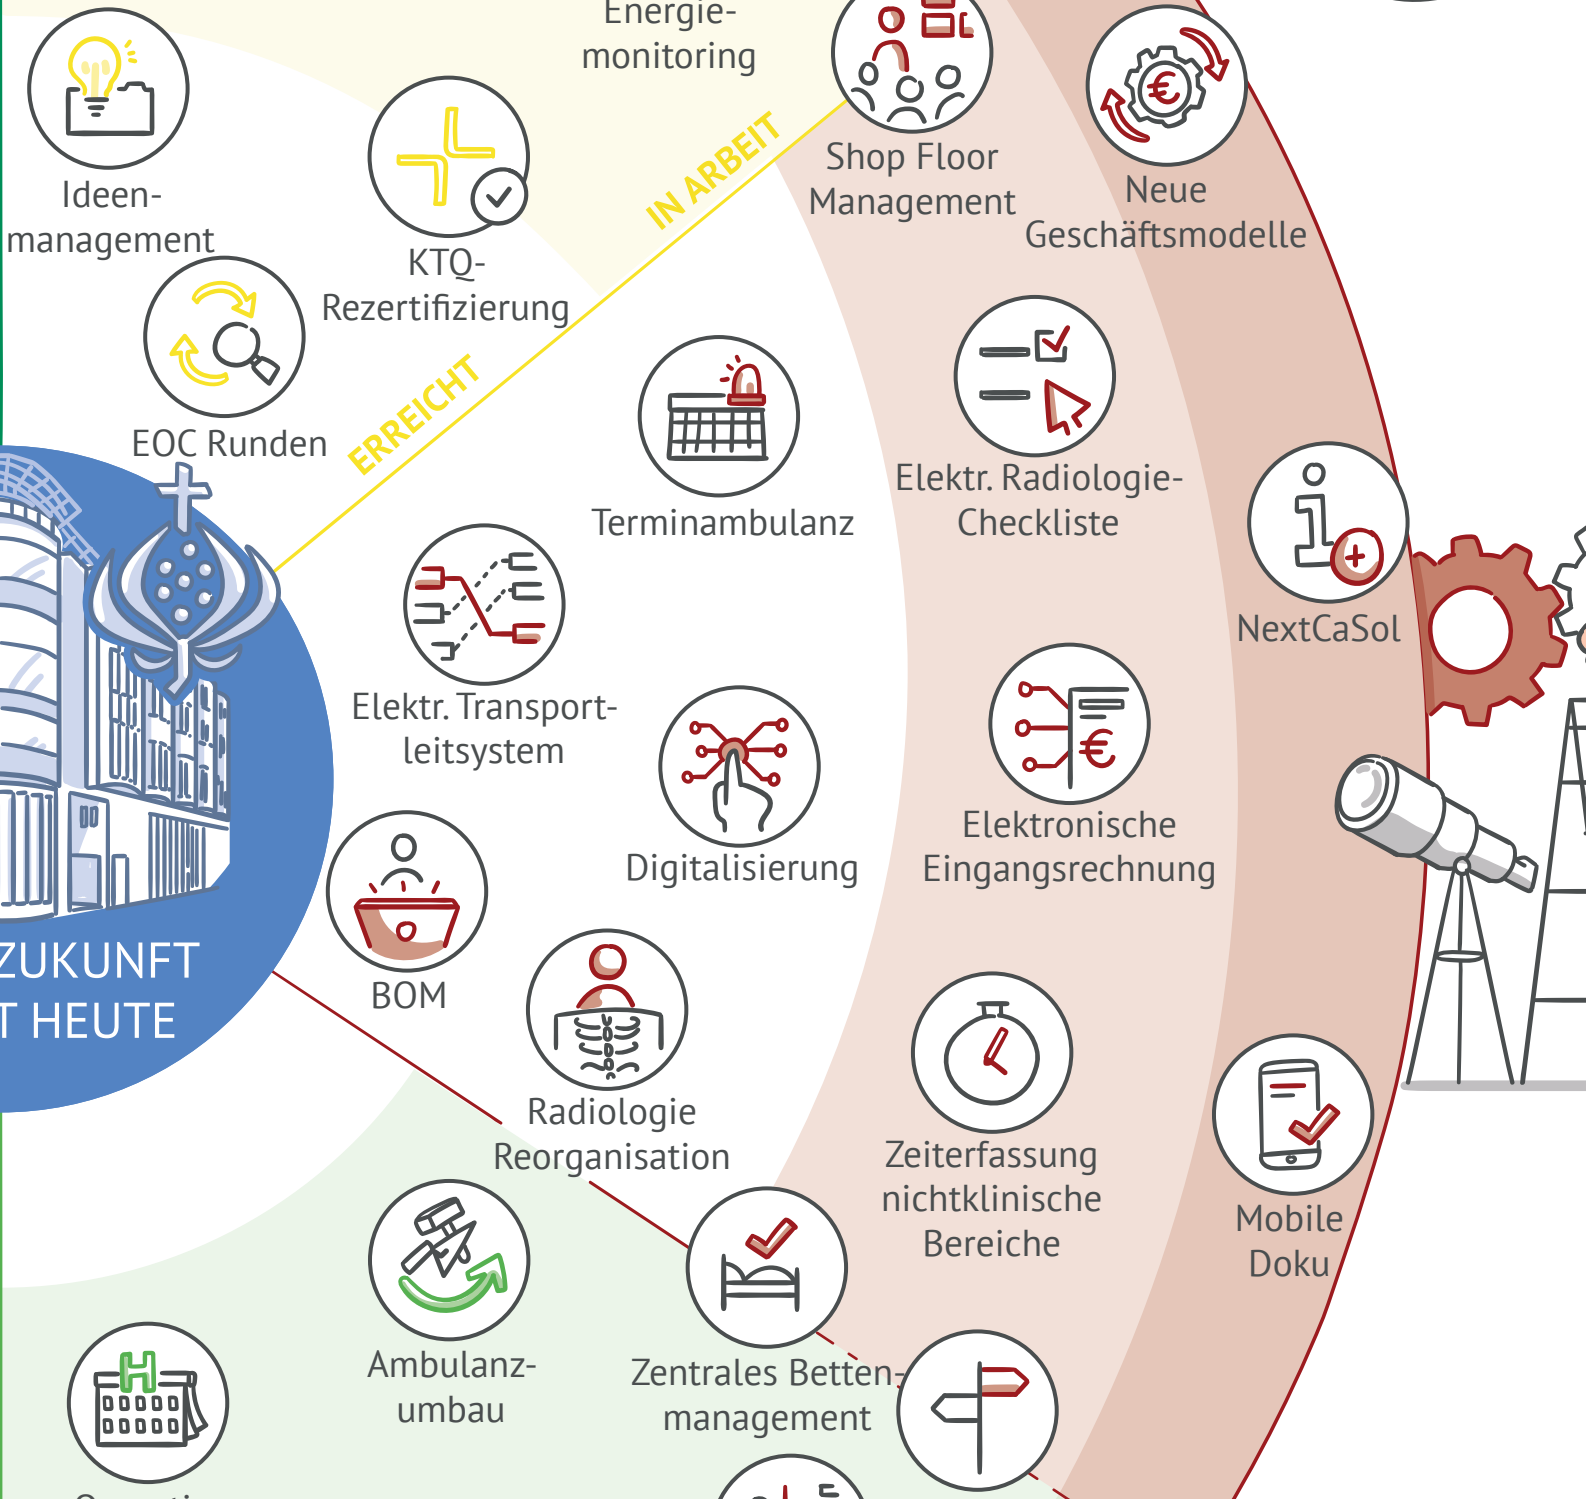 Energie-
monitoring
Ideen-
management
KTQ-
Rezertifizierung
EOC Runden
IN ARBEIT
ERREICHT
Shop Floor
Management
Neue
Geschäftsmodelle
Terminambulanz
Elektr. Radiologie-
Checkliste
NextCaSol
Elektr. Transport-
leitsystem
Digitalisierung
Elektronische
Eingangsrechnung
BOM
ZUKUNFT
T HEUTE
Radiologie
Reorganisation
Zeiterfassung
nichtklinische
Bereiche
Mobile
Doku
Ambulanz-
umbau
Zentrales Betten-
management